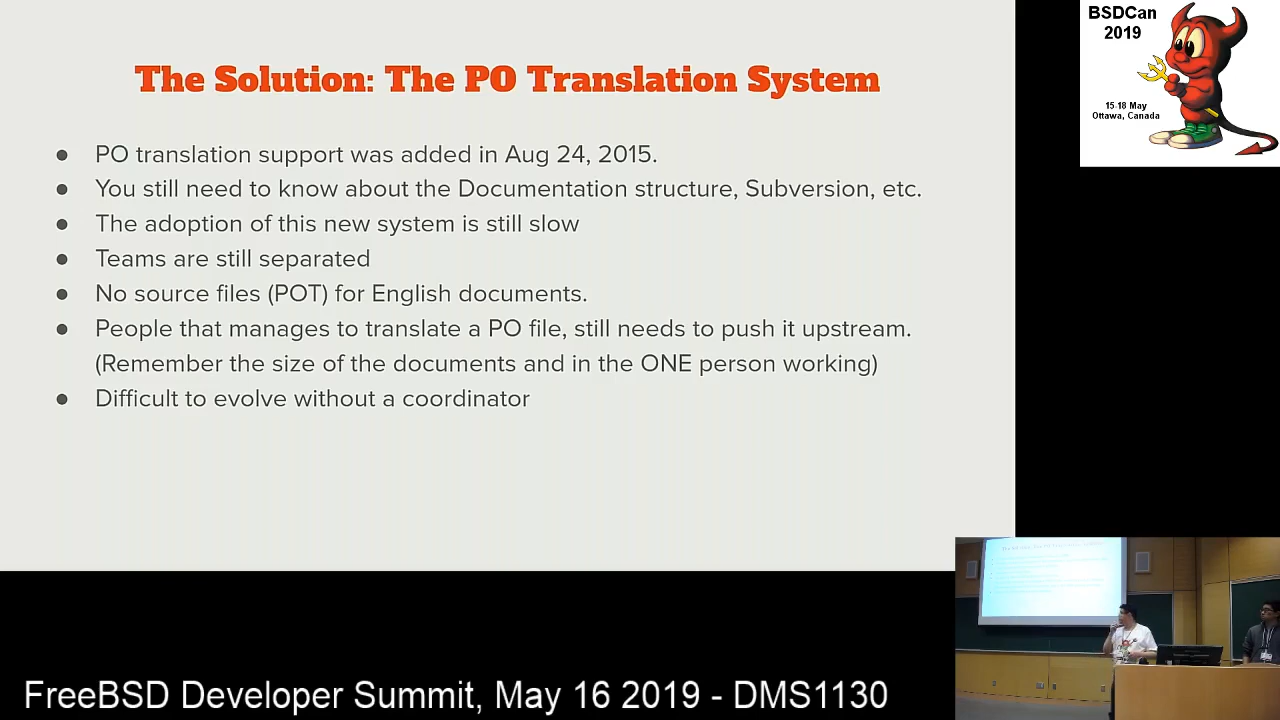 The Solution: The PO Translation System
● PO translation support was added in Aug 24, 2015.
● You still need to know about the Documentation structure, Subversion, etc.
● The adoption of this new system is still slow
● Teams are still separated
● No source files (POT) for English documents.
● People that manages to translate a PO file, still needs to push it upstream.
(Remember the size of the documents and in the ONE person working)
● Difficult to evolve without a coordinator
BSDCan
2019
15-18 May
Ottawa, Canada
FreeBSD Developer Summit, May 16 2019 - DMS1130